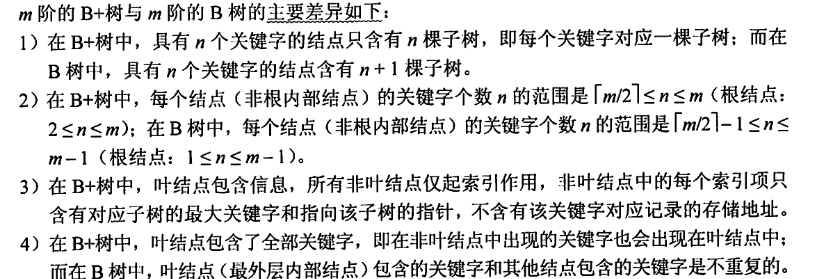 m 阶的 B+树与 m 阶的 B 树的主要差异如下：
1）在 B+树中，具有 n 个关键字的结点只含有 n 棵子树，即每个关键字对应一棵子树；而在
B 树中，具有 n 个关键字的结点含有 n + 1 棵子树。
2）在 B+树中，每个结点（非根内部结点）的关键字个数 n 的范围是⌈m/2⌉≤n≤m（根结点：
2≤n≤m）；在 B 树中，每个结点（非根内部结点）的关键字个数 n 的范围是⌈m/2⌉−1≤n≤
m−1（根结点：1≤n≤m−1）。
3）在 B+树中，叶结点包含信息，所有非叶结点仅起索引作用，非叶结点中的每个索引项只
含有对应子树的最大关键字和指向该子树的指针，不含有该关键字对应记录的存储地址。
4）在 B+树中，叶结点包含了全部关键字，即在非叶结点中出现的关键字也会出现在叶结点中；
而在 B 树中，叶结点（最外层内部结点）包含的关键字和其他结点包含的关键字是不重复的。